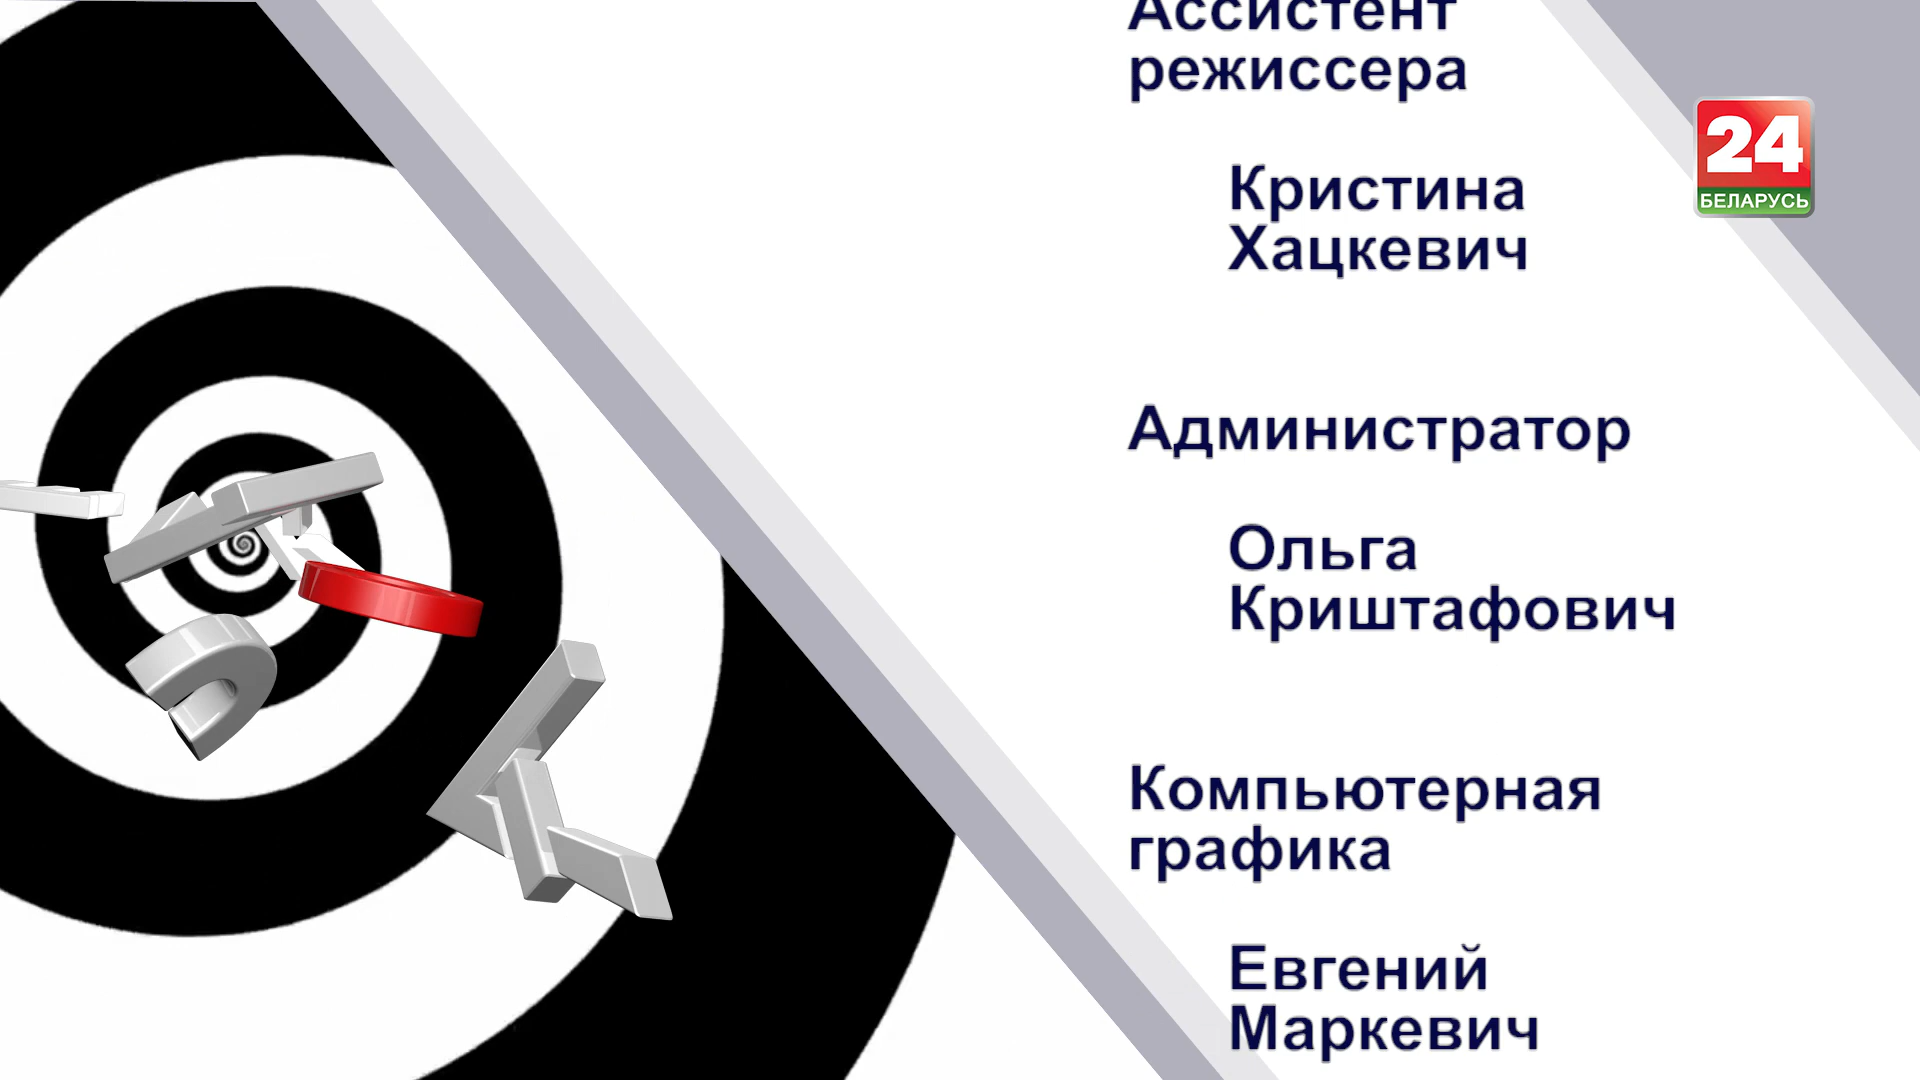 Ассистент
режиссера
Кристина
Хацкевич
24
БЕЛАРУСЬ
Администратор
Ольга
Криштафович
Компьютерная
графика
Евгений
Маркевич